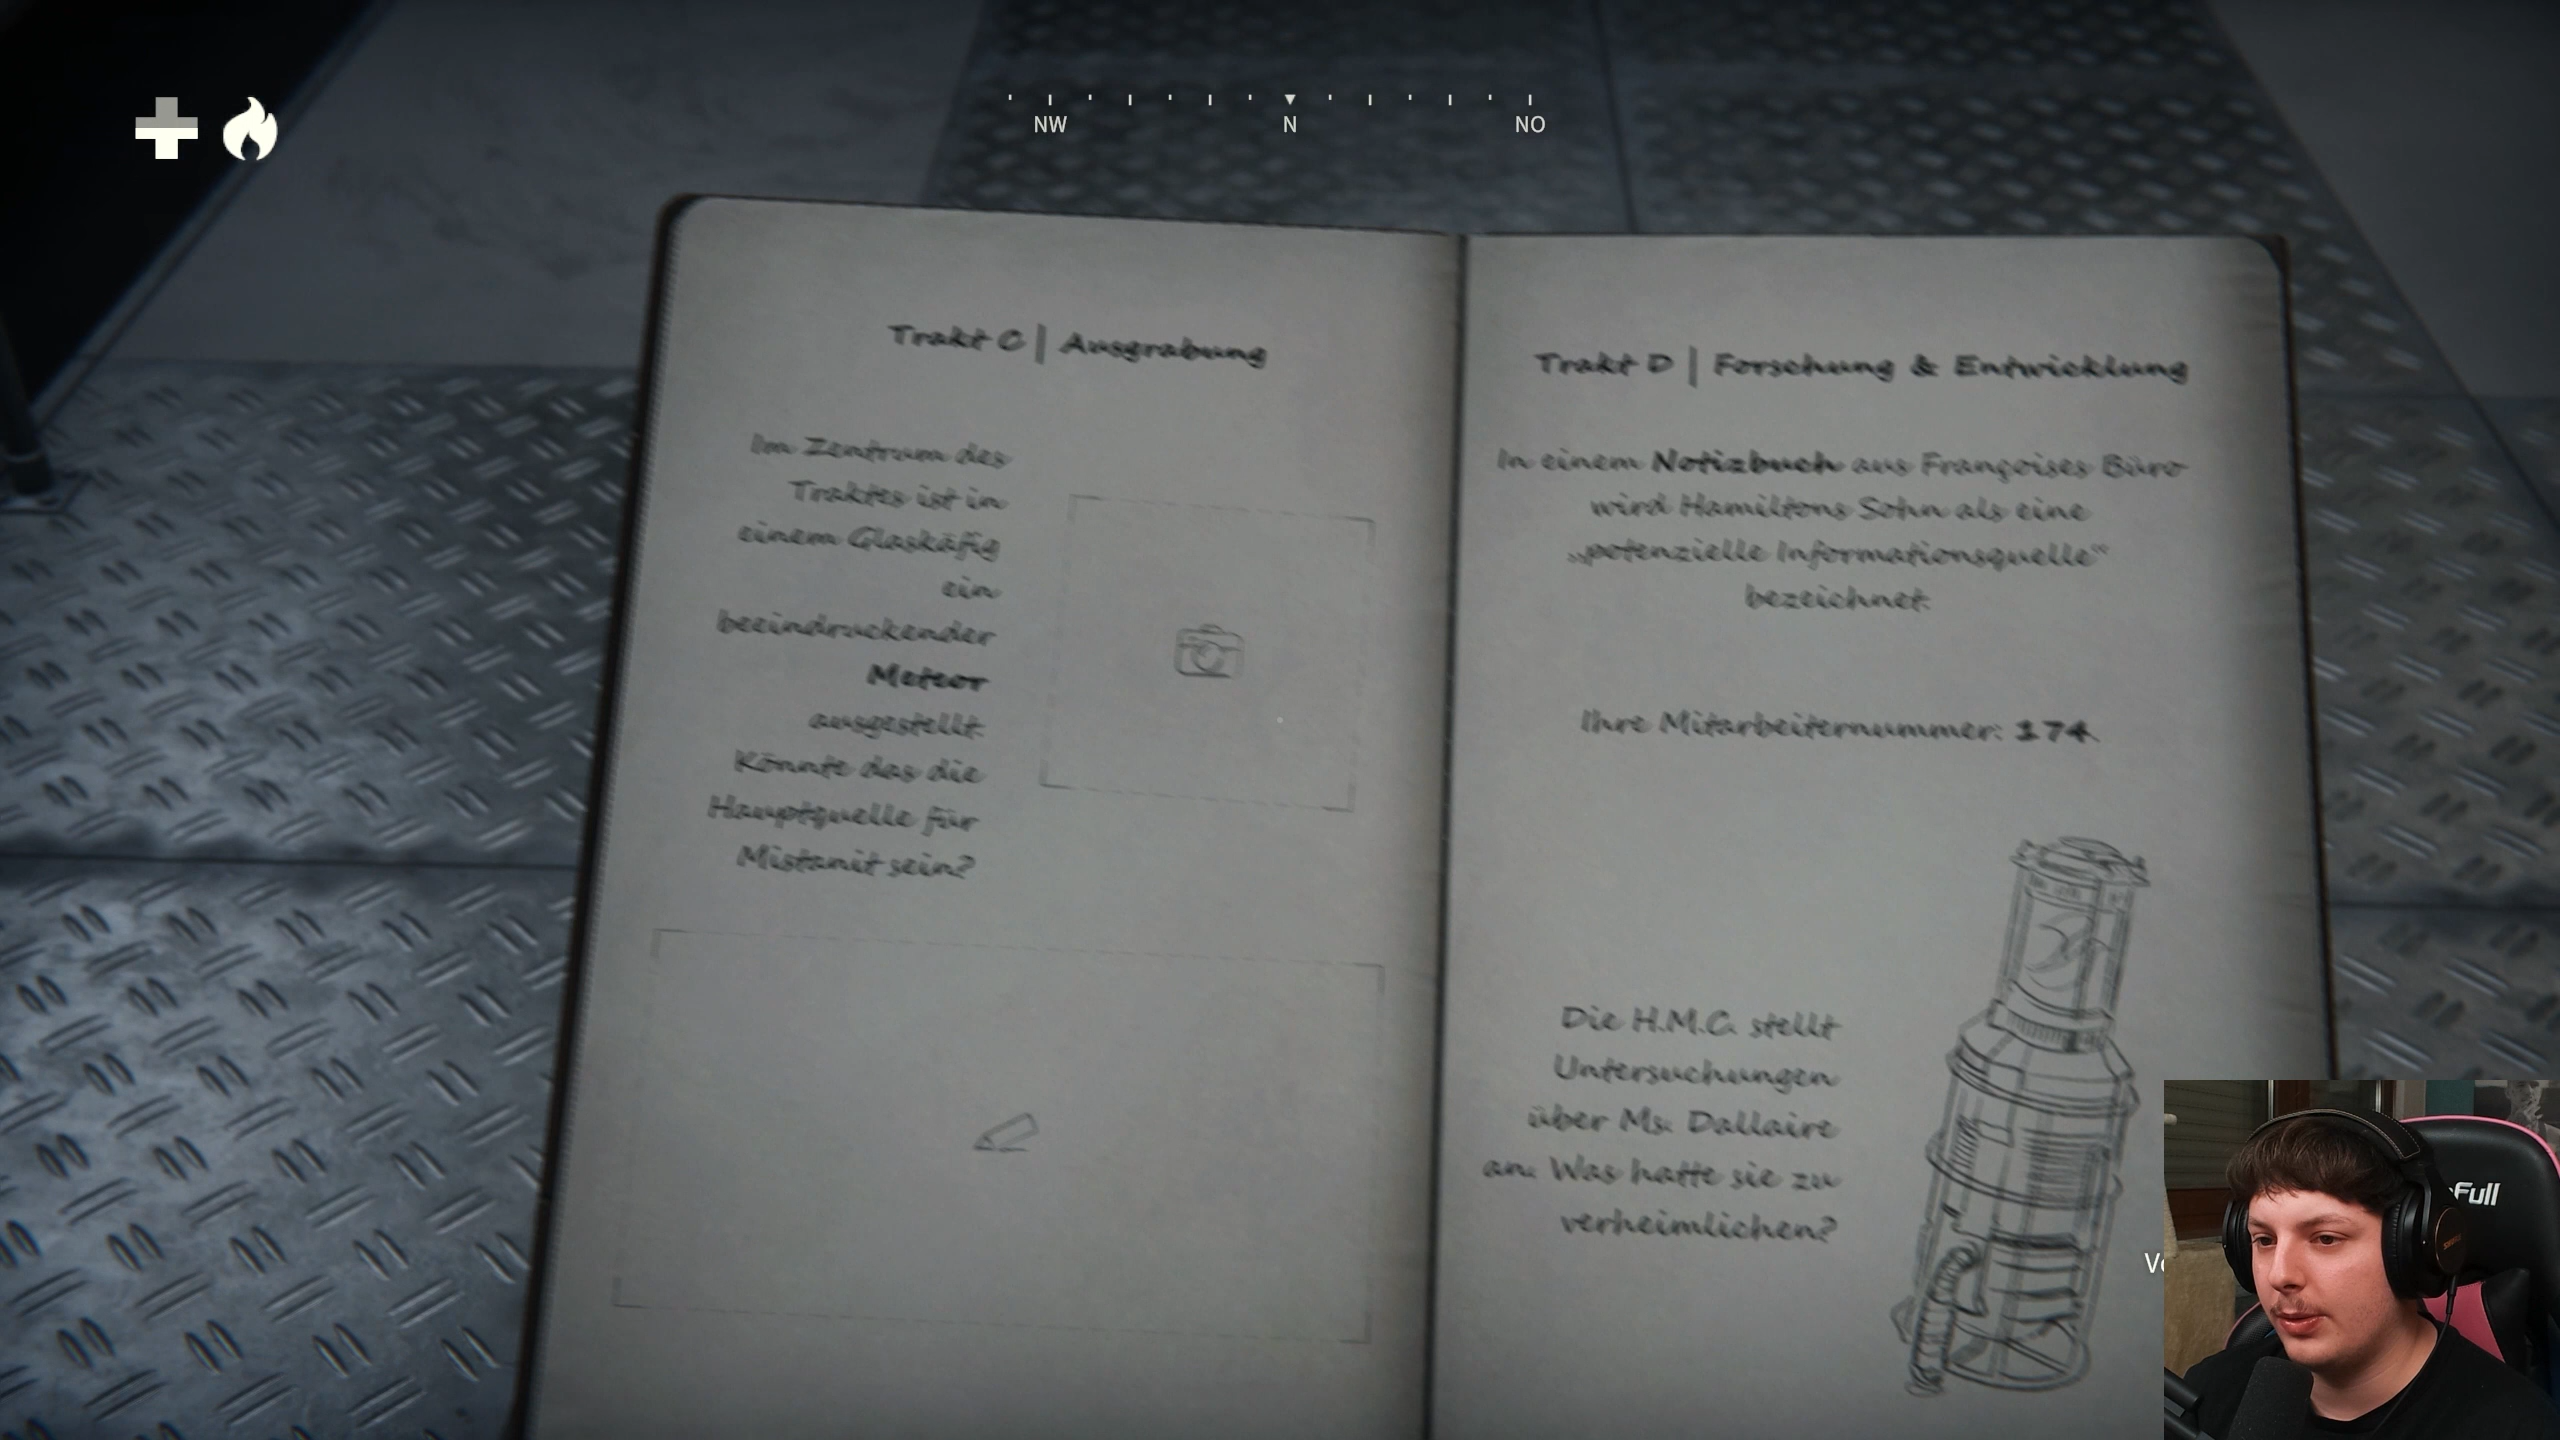 NW
N
NO
Trakt C | Ausgrabung
Im Zentrum des
Traktes ist in
einem Glaskäfig
ein
beeindruckender
Meteor
ausgestellt.
Könnte das die
Hauptquelle für
Mistanit sein?
Trakt D | Forschung & Entwicklung
In einem Notizbuch aus Françoises Büro
wird Hamiltons Sohn als eine
„potenzielle Informationsquelle“
bezeichnet.
Ihre Mitarbeiternummer: 174.
Die H.M.C. stellt
Untersuchungen
über Ms. Dallaire
an. Was hatte sie zu
verheimlichen?